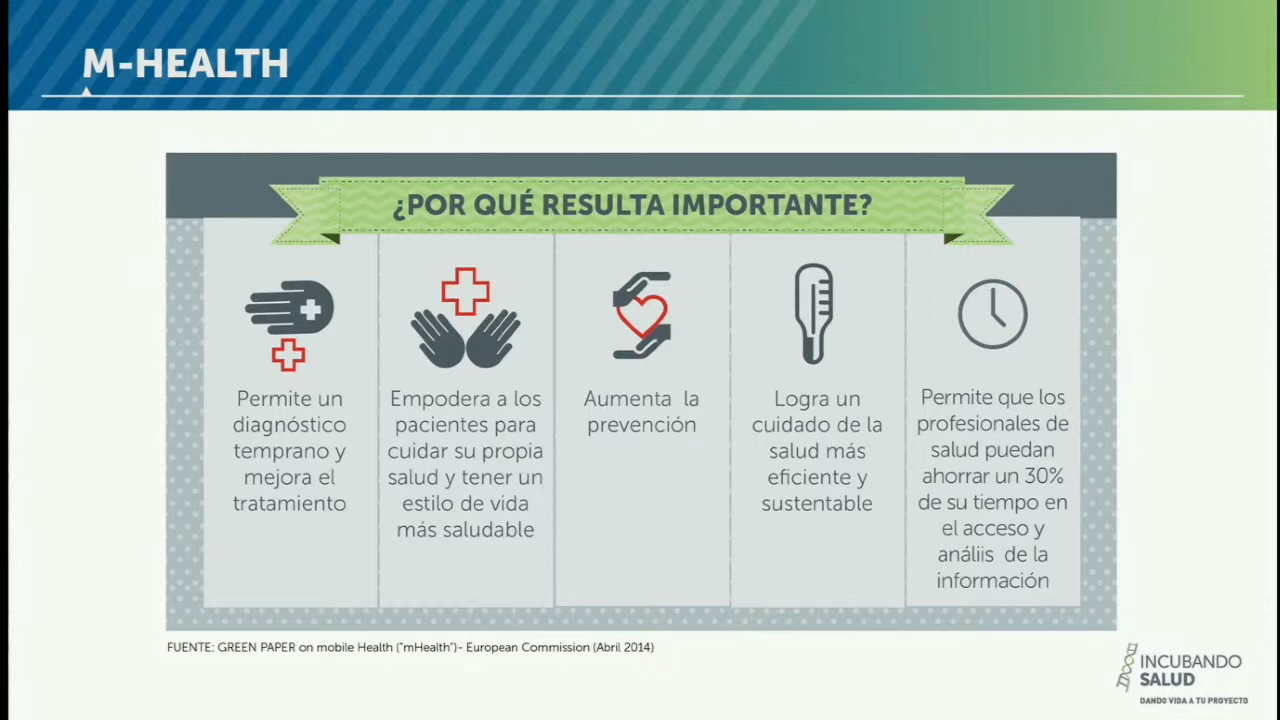 M-HEALTH
¿POR QUÉ RESULTA IMPORTANTE?
Permite un
diagnóstico
temprano y
mejora el
tratamiento
Empodera a los
pacientes para
cuidar su propia
salud y tener un
estilo de vida
más saludable
Aumenta la
prevención
Logra un
cuidado de la
salud más
eficiente y
sustentable
Permite que los
profesionales de
salud puedan
ahorrar un 30%
de su tiempo en
el acceso y
análiis de la
información
FUENTE: GREEN PAPER on mobile Health ("mHealth")- European Commission (Abril 2014)
INCUBANDO
SALUD
DANDO VIDA A TU PROYECTO